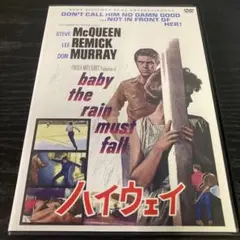 DON'T CALL HIM NO DAMN GOOD
...NOT IN FRONT OF HER!
STEVE McQUEEN
LEE REMICK
DON MURRAY
baby
the
rain
must
fall
ハイウェイ